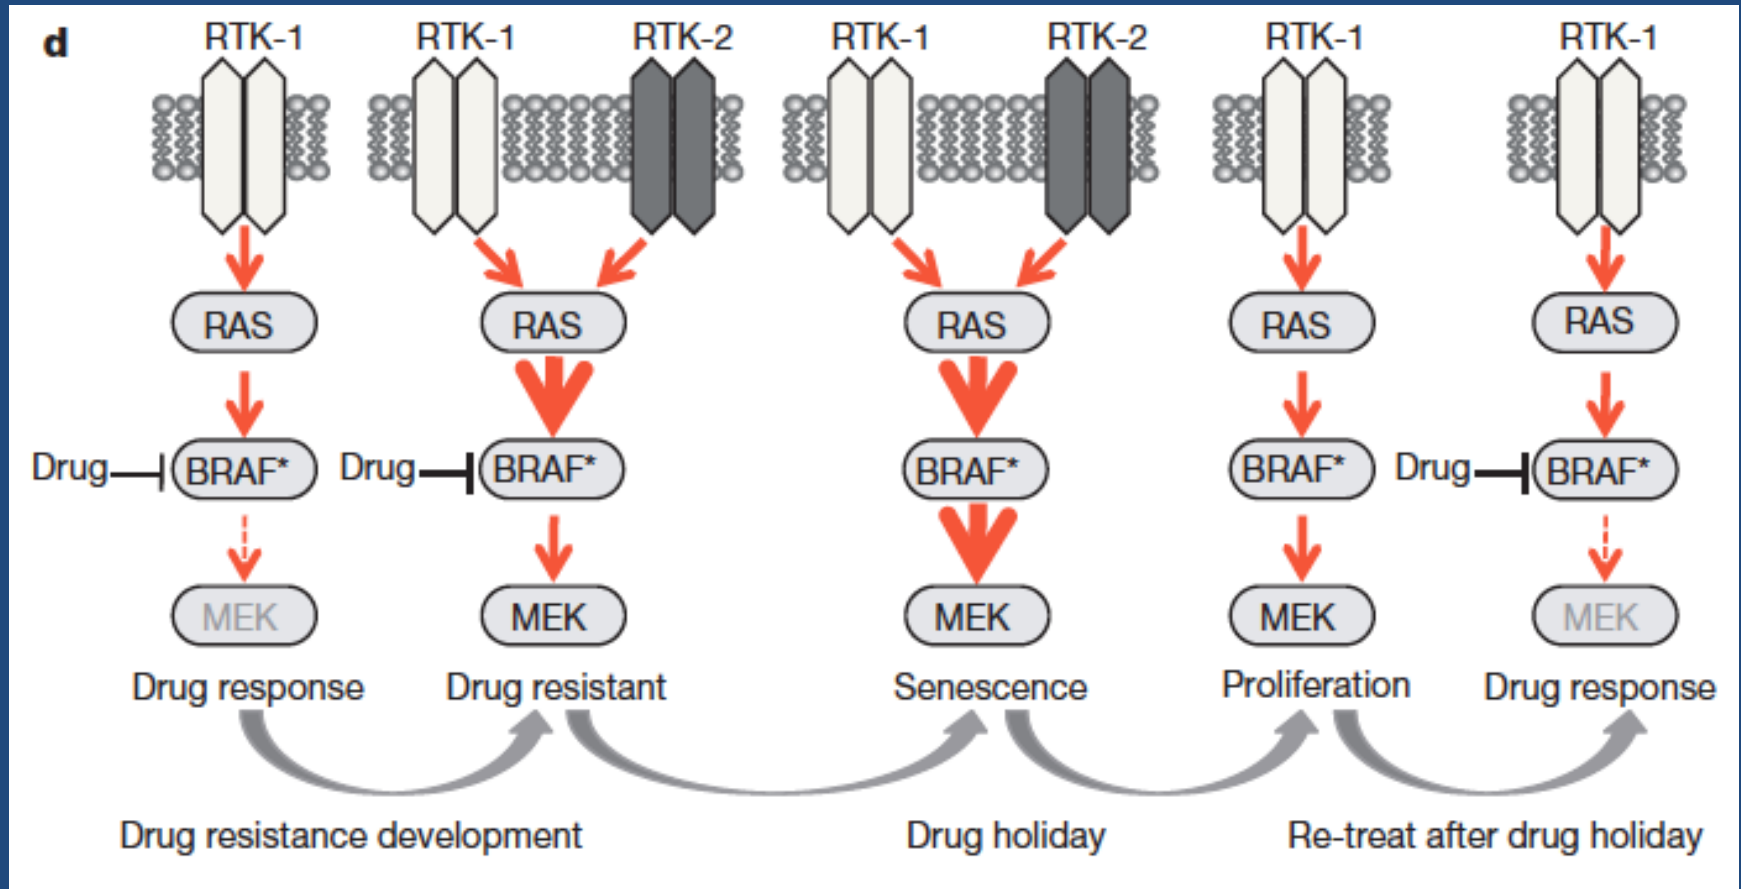 d
RTK-1 RTK-1 RTK-2 RTK-1 RTK-2 RTK-1 RTK-1
RAS RAS RAS RAS RAS
Drug BRAF* Drug BRAF* BRAF* BRAF* Drug BRAF*
MEK MEK MEK MEK MEK
Drug response Drug resistant Senescence Proliferation Drug response
Drug resistance development Drug holiday Re-treat after drug holiday